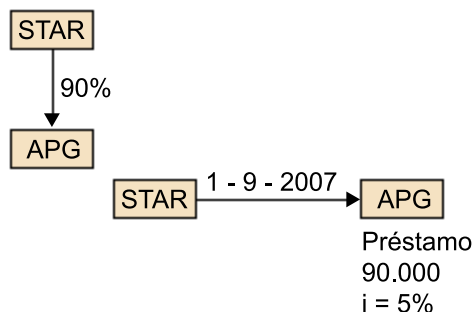 STAR
90%
APG
STAR
1 - 9 - 2007
APG
Préstamo
90.000
i = 5%